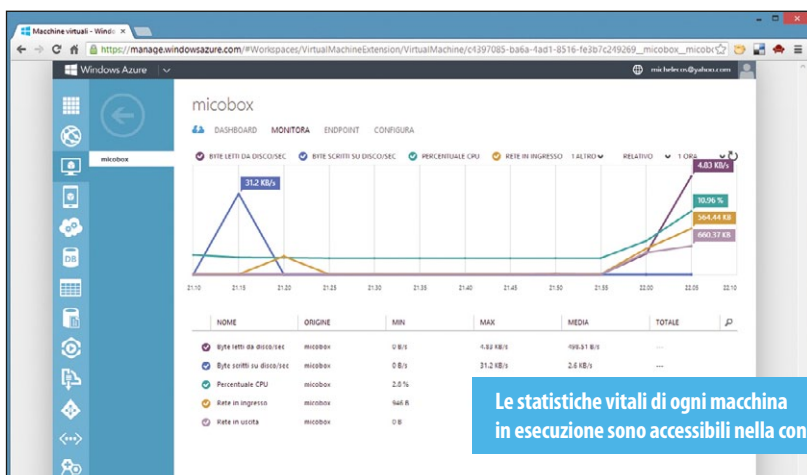 Macchine virtuali - Windo
https://manage.windowsazure.com/#Workspaces/VirtualMachineExtension/VirtualMachine/c4397085-ba6a-4ad1-8516-fe3b7c249269__micobox__micob
Windows Azure
michelecos@yahoo.com
micobox
DASHBOARD MONITORA ENDPOINT CONFIGURA
micobox
BYTE LETTI DA DISCO/SEC BYTE SCRITTI SU DISCO/SEC PERCENTUALE CPU RETE IN INGRESSO 1 ALTRO RELATIVO 1 ORA
4.83 KB/s
31.2 KB/s
10.96 %
564.44 KB
660.37 KB
21.10 21.15 21.20 21.25 21.30 21.35 21.40 21.45 21.50 21.55 22.00 22.05 22.10
DB
NOME ORIGINE MIN MAX MEDIA TOTALE
Byte letti da disco/sec micobox 0 B/s 4.83 KB/s 498.51 B/s ---
Byte scritti su disco/sec micobox 0 B/s 31.2 KB/s 2.6 KB/s ---
Percentuale CPU micobox 2.0 %
Rete in ingresso micobox 946 B
Rete in uscita micobox 0 B
Le statistiche vitali di ogni macchina
in esecuzione sono accessibili nella con